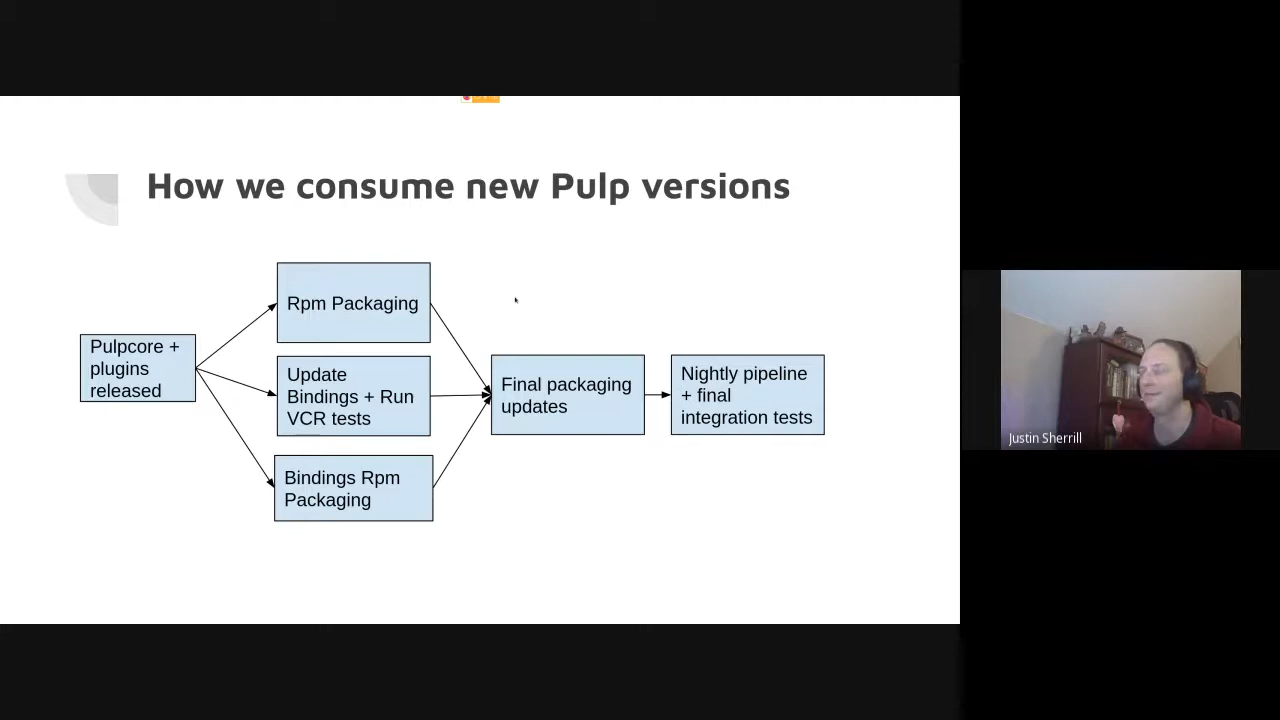 How we consume new Pulp versions
Rpm Packaging
Pulpcore +
plugins
released
Update
Bindings + Run
VCR tests
Bindings Rpm
Packaging
Final packaging
updates
Nightly pipeline
+ final
integration tests
Justin Sherrill